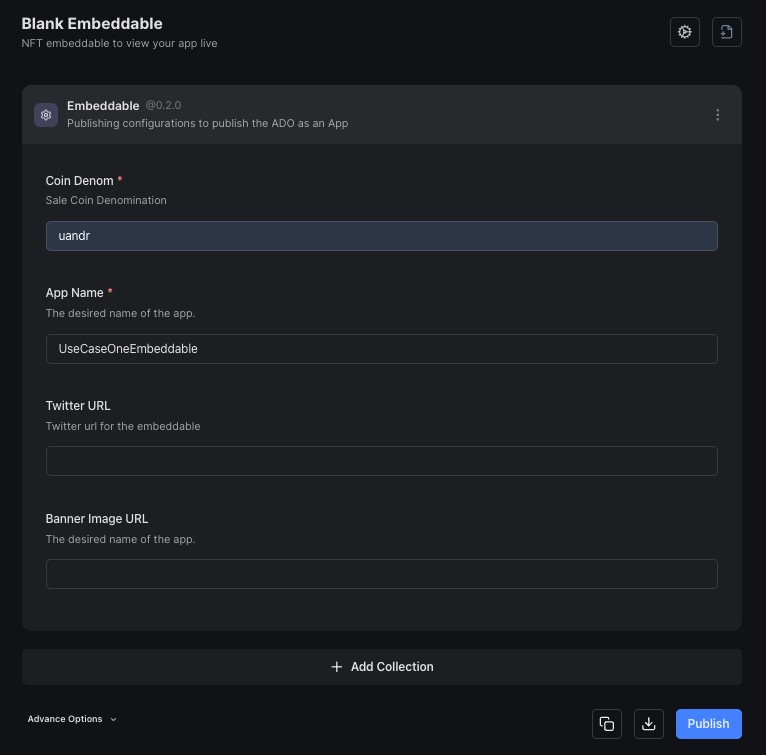 Blank Embeddable
NFT embeddable to view your app live
Embeddable @0.2.0
Publishing configurations to publish the ADO as an App
Coin Denom *
Sale Coin Denomination
uandr
App Name *
The desired name of the app.
UseCaseOneEmbeddable
Twitter URL
Twitter url for the embeddable
Banner Image URL
The desired name of the app.
+ Add Collection
Advance Options
Publish